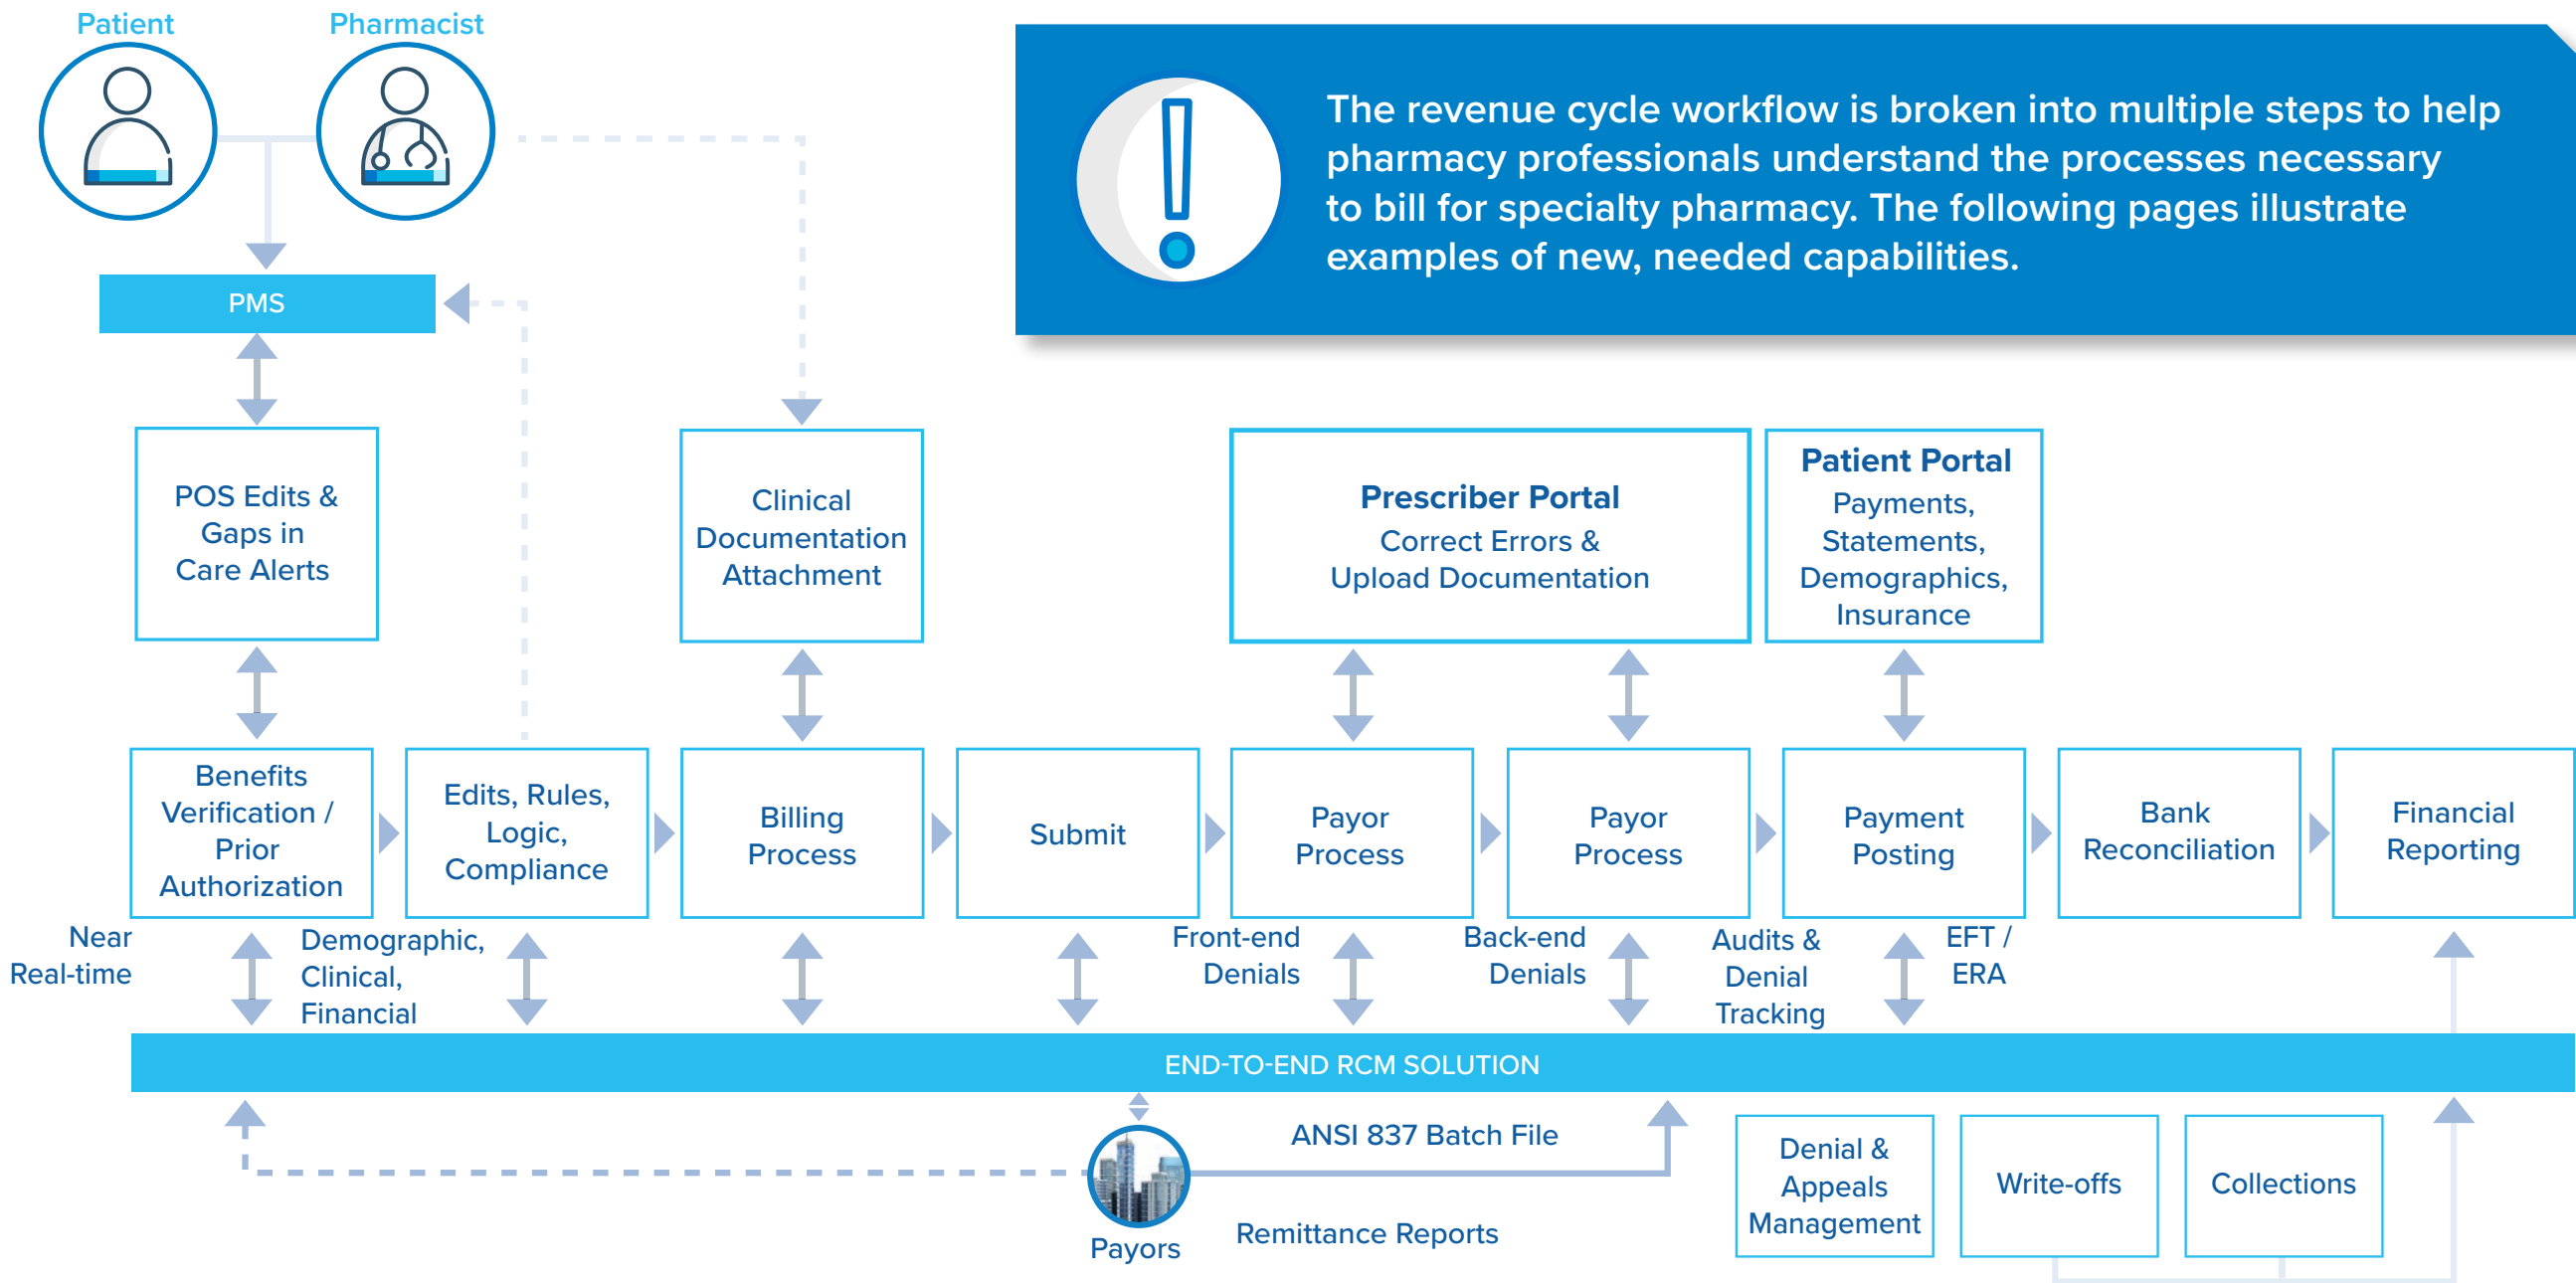 Patient
Pharmacist
The revenue cycle workflow is broken into multiple steps to help
pharmacy professionals understand the processes necessary
to bill for specialty pharmacy. The following pages illustrate
examples of new, needed capabilities.
PMS
POS Edits &
Gaps in
Care Alerts
Clinical
Documentation
Attachment
Prescriber Portal
Correct Errors &
Upload Documentation
Patient Portal
Payments,
Statements,
Demographics,
Insurance
Benefits
Verification /
Prior
Authorization
Edits, Rules,
Logic,
Compliance
Billing
Process
Submit
Payor
Process
Payor
Process
Payment
Posting
Bank
Reconciliation
Financial
Reporting
Near
Real-time
Demographic,
Clinical,
Financial
Front-end
Denials
Back-end
Denials
Audits &
Denial
Tracking
EFT /
ERA
END-TO-END RCM SOLUTION
ANSI 837 Batch File
Payors
Remittance Reports
Denial &
Appeals
Management
Write-offs
Collections